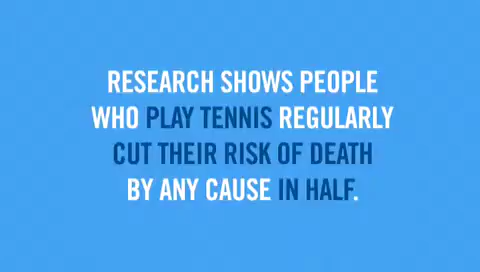 RESEARCH SHOWS PEOPLE
WHO PLAY TENNIS REGULARLY
CUT THEIR RISK OF DEATH
BY ANY CAUSE IN HALF.